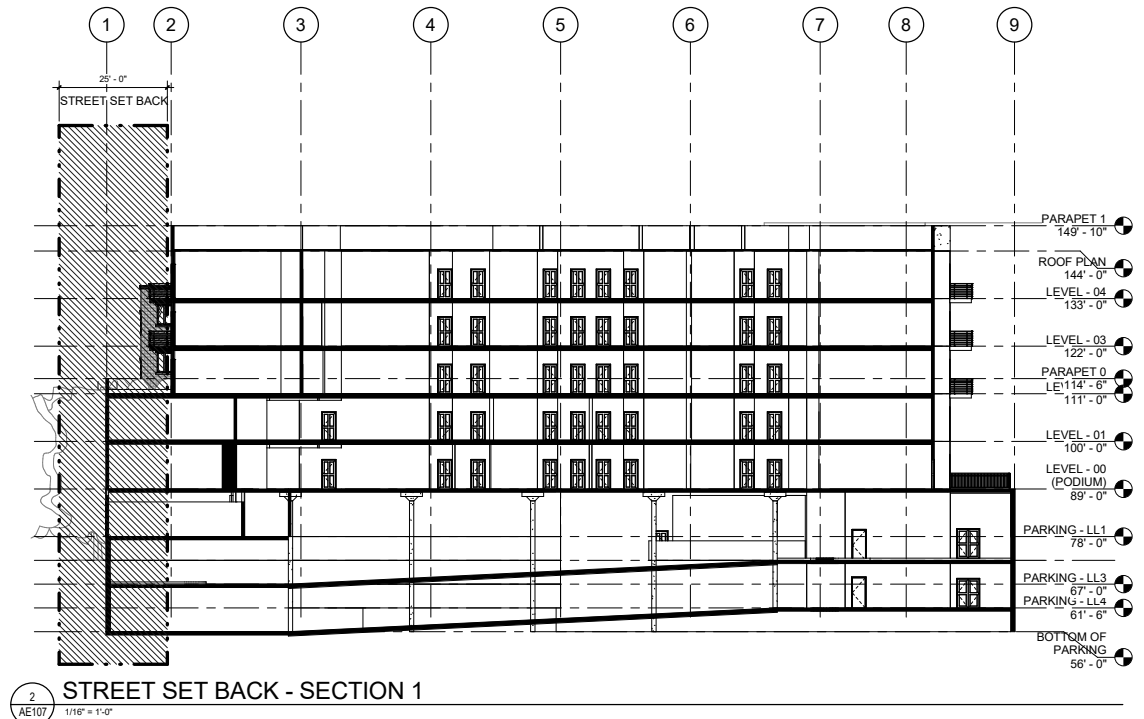 1 2 3 4 5 6 7 8 9
25' - 0"
STREET SET BACK
PARAPET 1
149' - 10"
ROOF PLAN
144' - 0"
LEVEL - 04
133' - 0"
LEVEL - 03
122' - 0"
PARAPET 0
114' - 6"
111' - 0"
LEVEL - 01
100' - 0"
LEVEL - 00
(PODIUM)
89' - 0"
PARKING - LL1
78' - 0"
PARKING - LL3
67' - 0"
PARKING - LL4
61' - 6"
BOTTOM OF
PARKING
56' - 0"
2
AE107
STREET SET BACK - SECTION 1
1/16" = 1'-0"